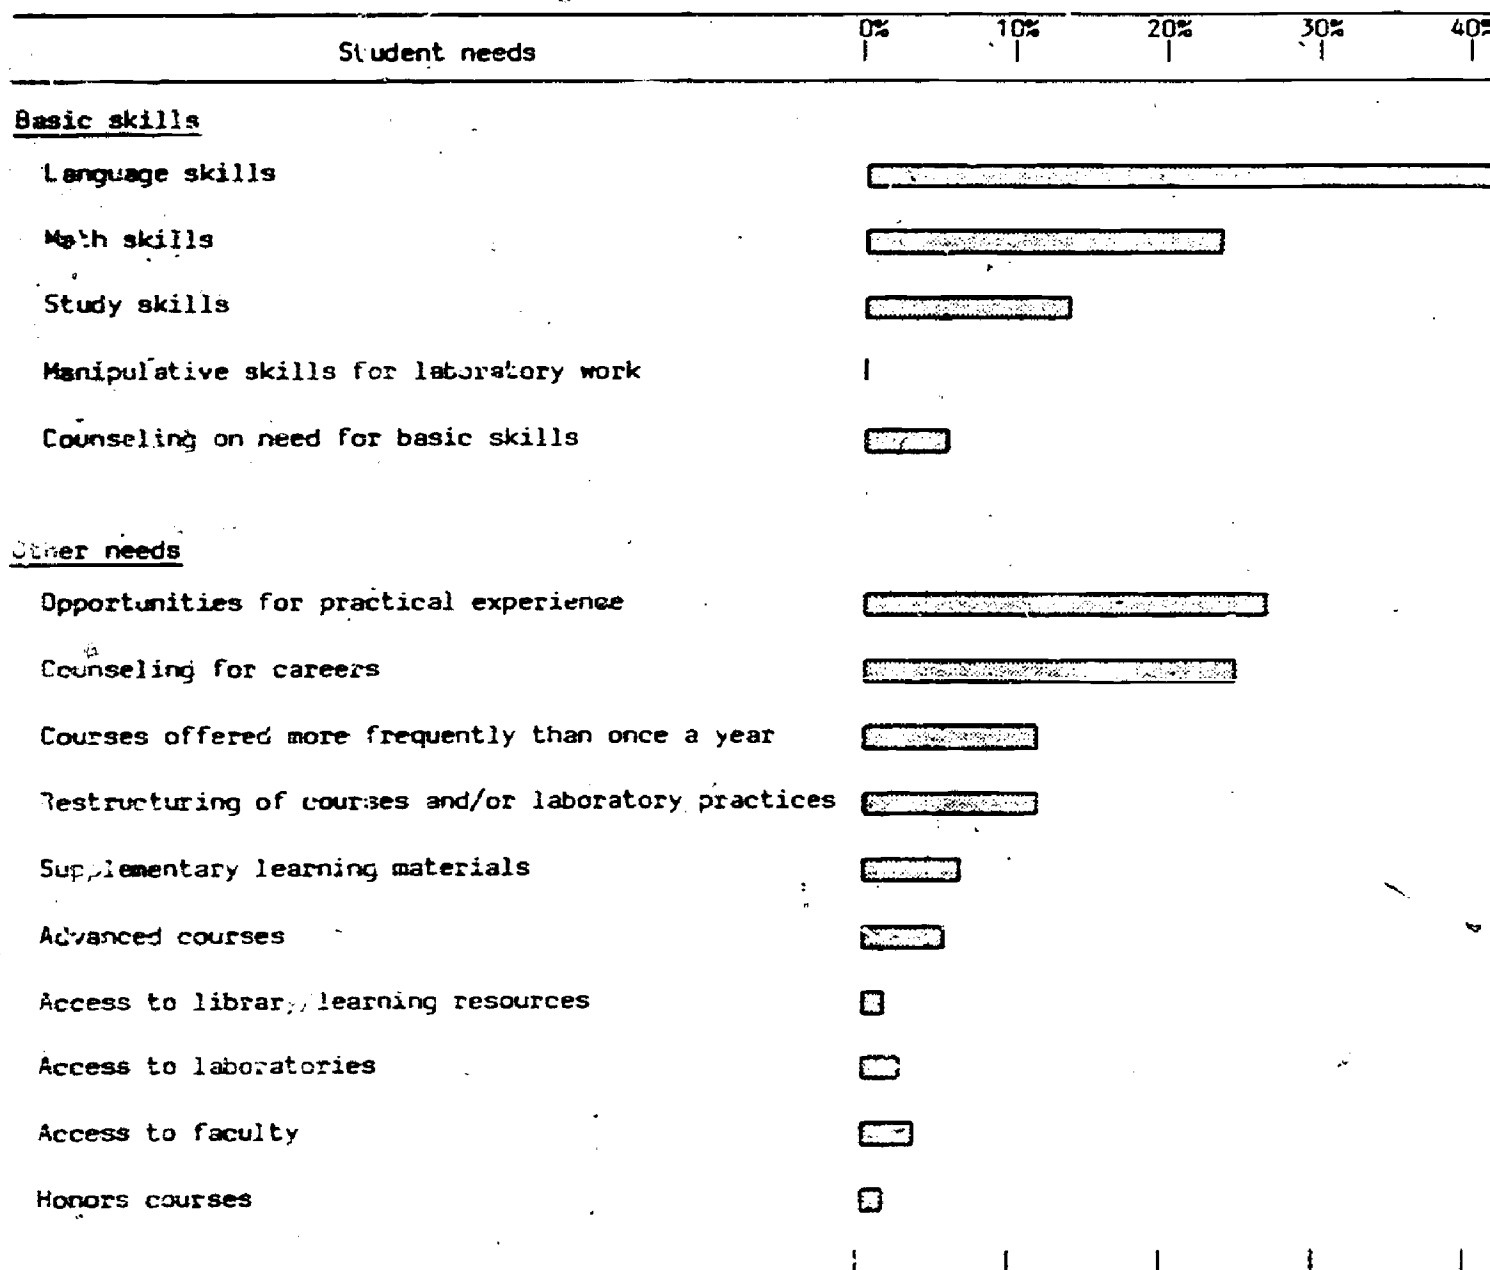 0% 10% 20% 30% 40%
Student needs
Basic skills
Language skills
Math skills
Study skills
Manipulative skills for laboratory work
Counseling on need for basic skills
Other needs
Opportunities for practical experience
Counseling for careers
Courses offered more frequently than once a year
Restructuring of courses and/or laboratory practices
Supplementary learning materials
Advanced courses
Access to library/learning resources
Access to laboratories
Access to faculty
Honors courses